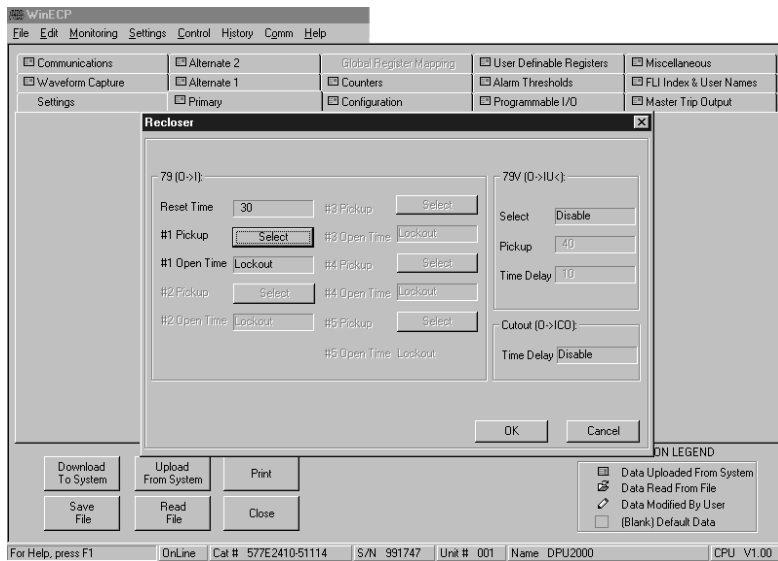 WinECP
File Edit Monitoring Settings Control History Comm Help
Communications Alternate 2 Global Register Mapping User Definable Registers Miscellaneous
Waveform Capture Alternate 1 Counters Alarm Thresholds FLI Index & User Names
Settings Primary Configuration Programmable I/O Master Trip Output
Recloser
79 (O->I):
Reset Time 30
#1 Pickup Select
#1 Open Time Lockout
#2 Pickup Select
#2 Open Time Lockout
#3 Pickup Select
#3 Open Time Lockout
#4 Pickup Select
#4 Open Time Lockout
#5 Pickup Select
#5 Open Time Lockout
79V (O->IU<):
Select Disable
Pickup 40
Time Delay 10
Cutout (O->ICO):
Time Delay Disable
OK Cancel
Download To System
Upload From System
Print
Save File
Read File
Close
ON LEGEND
Data Uploaded From System
Data Read From File
Data Modified By User
(Blank) Default Data
For Help, press F1 OnLine Cat # 577E2410-51114 S/N 991747 Unit # 001 Name DPU2000 CPU V1.00